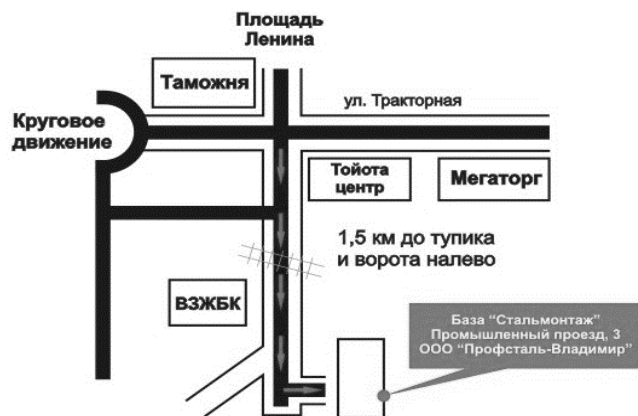 Площадь
Ленина
Таможня
ул. Тракторная
Круговое
движение
Тойота
центр
Мегаторг
1,5 км до тупика
и ворота налево
ВЗЖБК
База "Стальмонтаж"
Промышленный проезд, 3
ООО "Профсталь-Владимир"